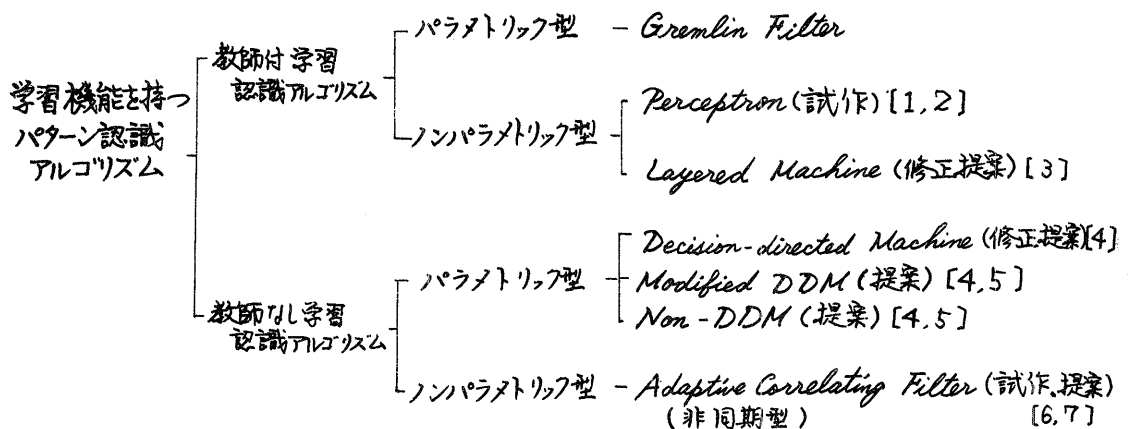 学習機能を持つ
パターン認識
アルゴリズム
教師付学習
認識アルゴリズム
パラメトリック型 - Gremlin Filter
ノンパラメトリック型
Perceptron (試作) [1,2]
Layered Machine (修正提案) [3]
教師なし学習
認識アルゴリズム
パラメトリック型
Decision-directed Machine (修正提案)[4]
Modified DDM (提案) [4,5]
Non-DDM (提案) [4,5]
ノンパラメトリック型 - Adaptive Correlating Filter (試作、提案)
(非同期型) [6,7]